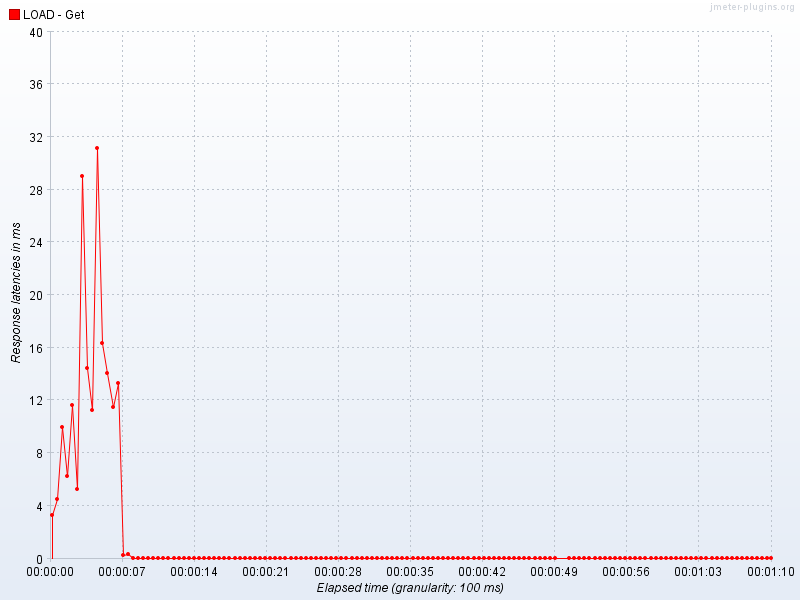 jmeter-plugins.org
LOAD - Get
40
36
32
28
24
20
16
12
8
4
0
Response latencies in ms
00:00:00 00:00:07 00:00:14 00:00:21 00:00:28 00:00:35 00:00:42 00:00:49 00:00:56 00:01:03 00:01:10
Elapsed time (granularity: 100 ms)